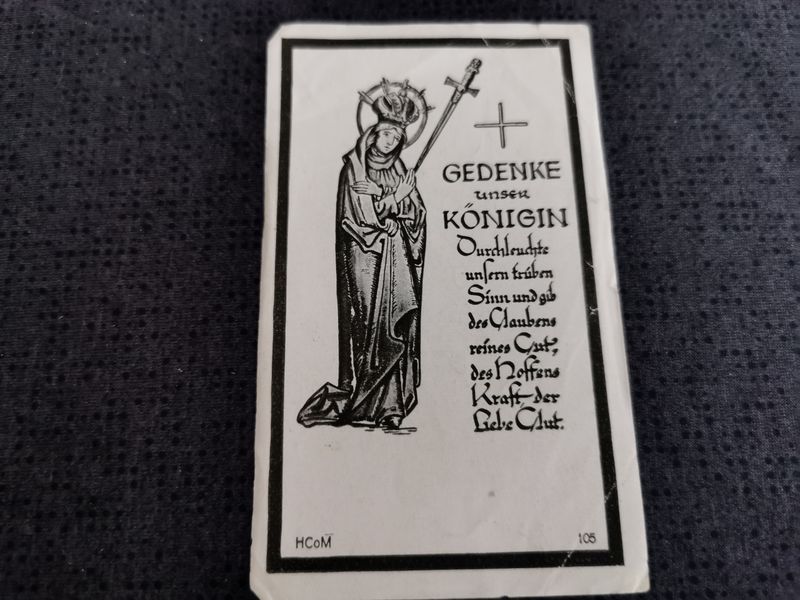 GEDENKE
unser
KÖNIGIN
Durchleuchte
unsern trüben
Sinn und gib
des Glaubens
reines Gut,
des Hoffens
Kraft der
Liebe Glut.
HCoM̅
105